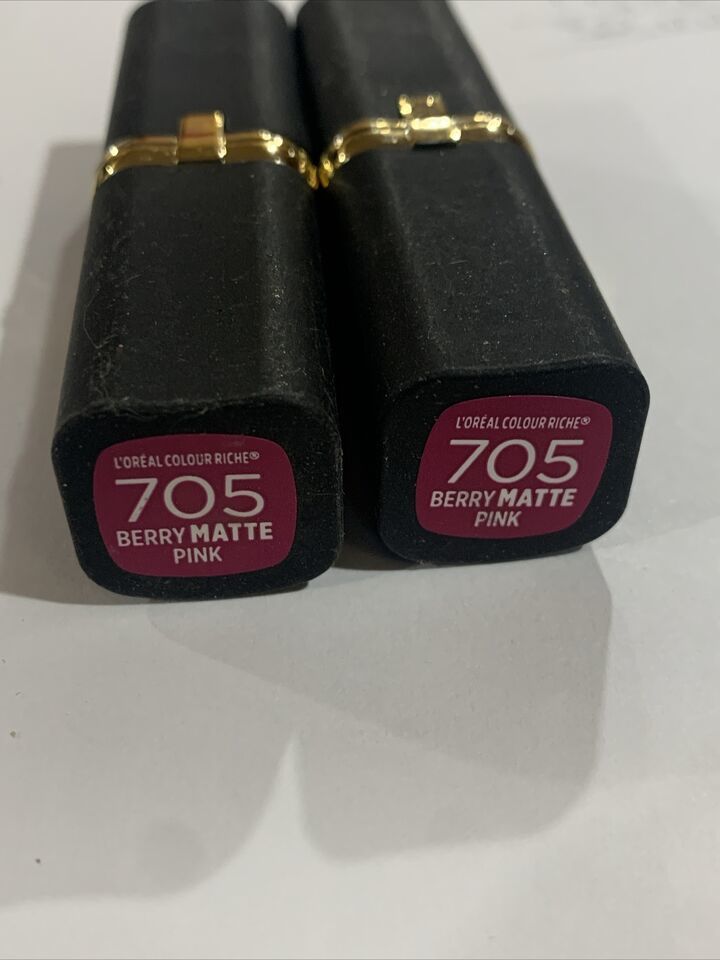 L'ORÉAL COLOUR RICHE®
705
BERRY MATTE
PINK
L'ORÉAL COLOUR RICHE®
705
BERRY MATTE
PINK